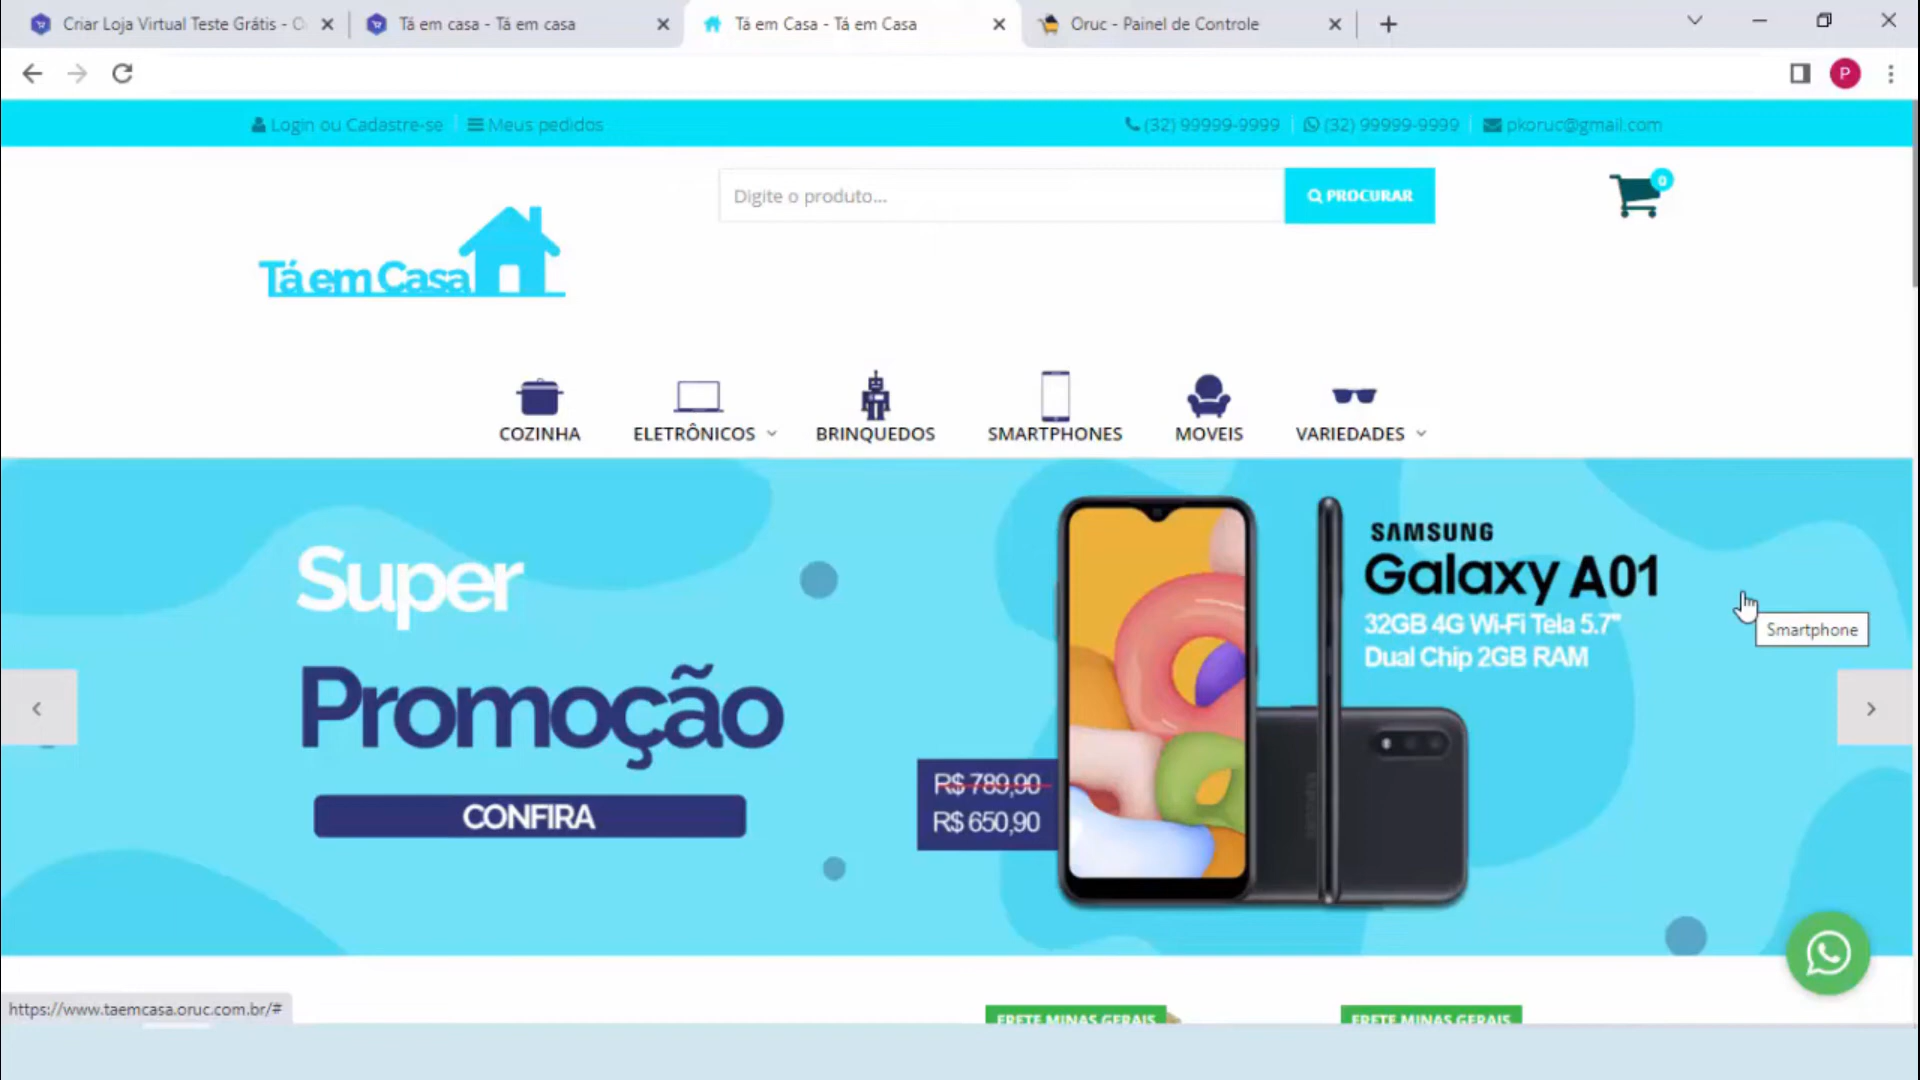 Criar Loja Virtual Teste Grátis - O
Tá em casa - Tá em casa
Tá em Casa - Tá em Casa
Oruc - Painel de Controle
P
Login ou Cadastre-se
Meus pedidos
(32) 99999-9999
(32) 99999-9999
pkoruc@gmail.com
Digite o produto...
PROCURAR
0
Tá em Casa
COZINHA
ELETRÔNICOS
BRINQUEDOS
SMARTPHONES
MOVEIS
VARIEDADES
Super
Promoção
CONFIRA
R$ 789,90
R$ 650,90
SAMSUNG
Galaxy A01
32GB 4G Wi-Fi Tela 5.7"
Dual Chip 2GB RAM
Smartphone
SAMSUNG
https://www.taemcasa.oruc.com.br/#
FRETE MINAS GERAIS
FRETE MINAS GERAIS